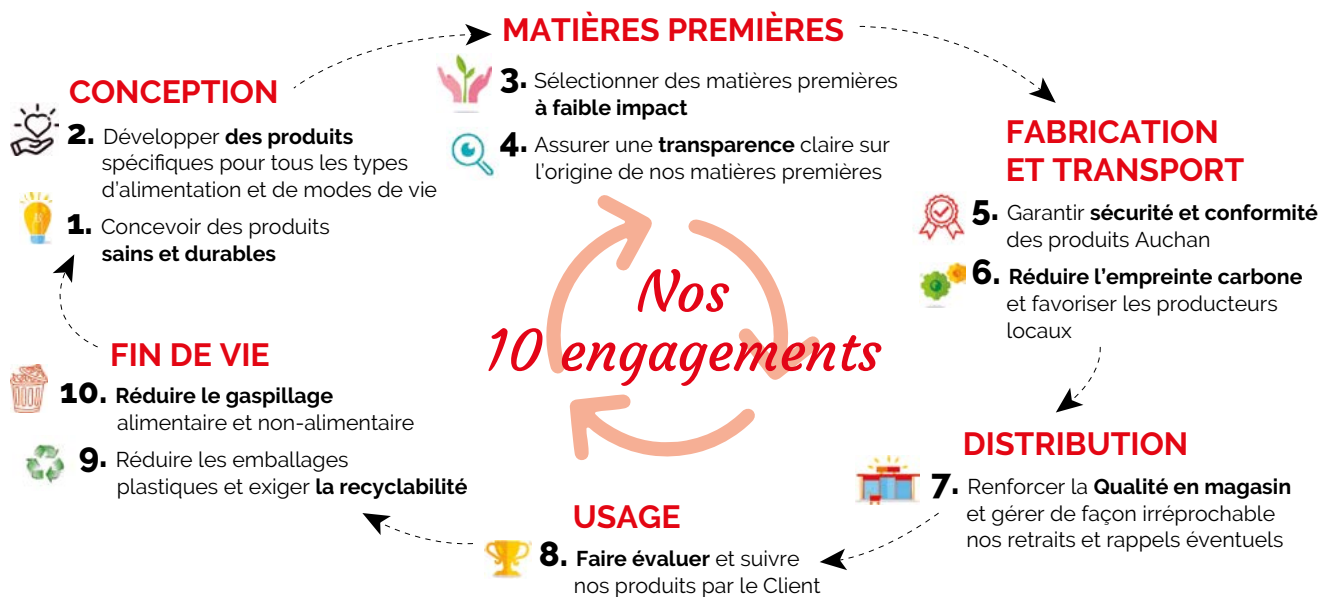 MATIÈRES PREMIÈRES
3. Sélectionner des matières premières
à faible impact
4. Assurer une transparence claire sur
l'origine de nos matières premières
CONCEPTION
2. Développer des produits
spécifiques pour tous les types
d'alimentation et de modes de vie
1. Concevoir des produits
sains et durables
FABRICATION
ET TRANSPORT
5. Garantir sécurité et conformité
des produits Auchan
6. Réduire l'empreinte carbone
et favoriser les producteurs
locaux
Nos
10 engagements
FIN DE VIE
10. Réduire le gaspillage
alimentaire et non-alimentaire
9. Réduire les emballages
plastiques et exiger la recyclabilité
DISTRIBUTION
7. Renforcer la Qualité en magasin
et gérer de façon irréprochable
nos retraits et rappels éventuels
USAGE
8. Faire évaluer et suivre
nos produits par le Client